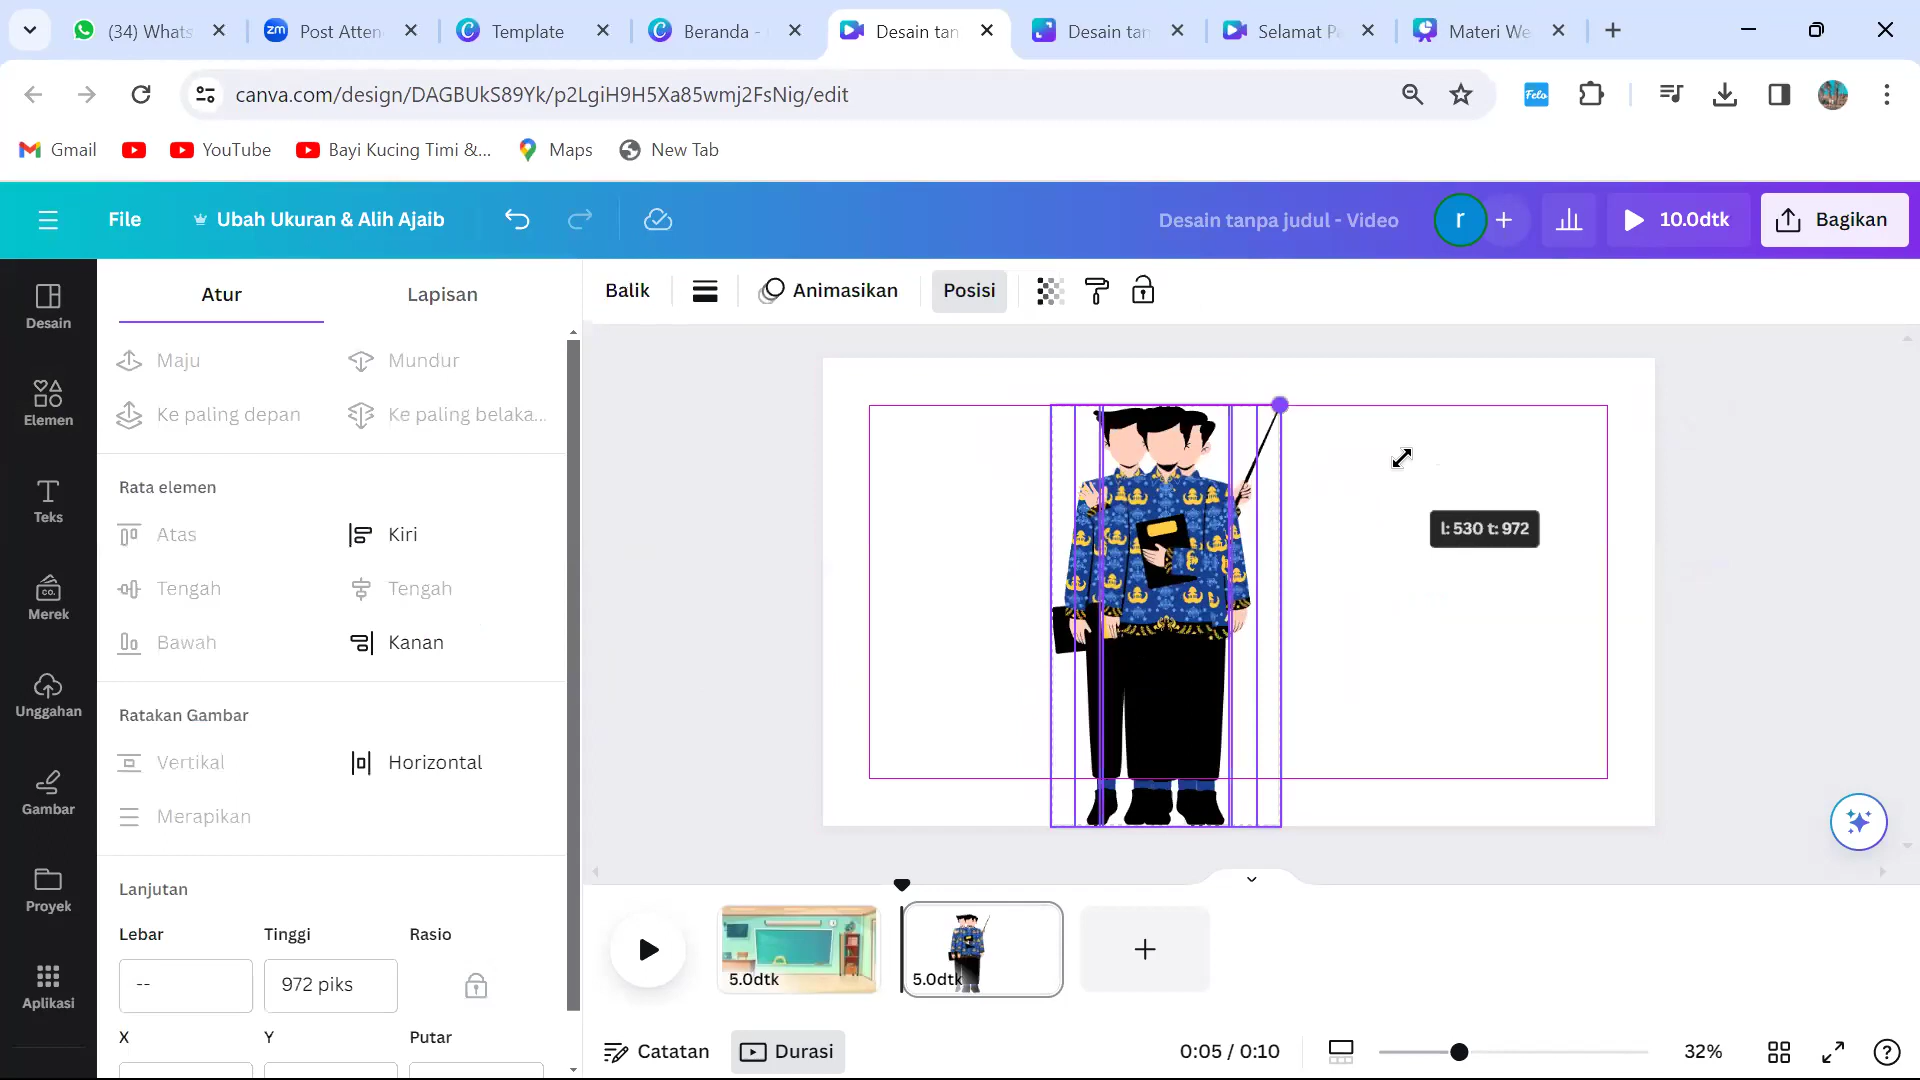 (34) Whats
Post Atten
Template
Beranda -
Desain tan
Desain tan
Selamat P
Materi We
canva.com/design/DAGBUkS89Yk/p2LgiH9H5Xa85wmj2FsNig/edit
Felo
Gmail
YouTube
Bayi Kucing Timi &...
Maps
New Tab
File
Ubah Ukuran & Alih Ajaib
Desain tanpa judul - Video
r
10.0dtk
Bagikan
Desain
Elemen
Teks
Merek
Unggahan
Gambar
Proyek
Aplikasi
Atur
Lapisan
Maju
Mundur
Ke paling depan
Ke paling belaka...
Rata elemen
Atas
Kiri
Tengah
Tengah
Bawah
Kanan
Ratakan Gambar
Vertikal
Horizontal
Merapikan
Lanjutan
Lebar
Tinggi
Rasio
--
972 piks
X
Y
Putar
Balik
Animasikan
Posisi
l: 530 t: 972
5.0dtk
5.0dtk
Catatan
Durasi
0:05 / 0:10
32%